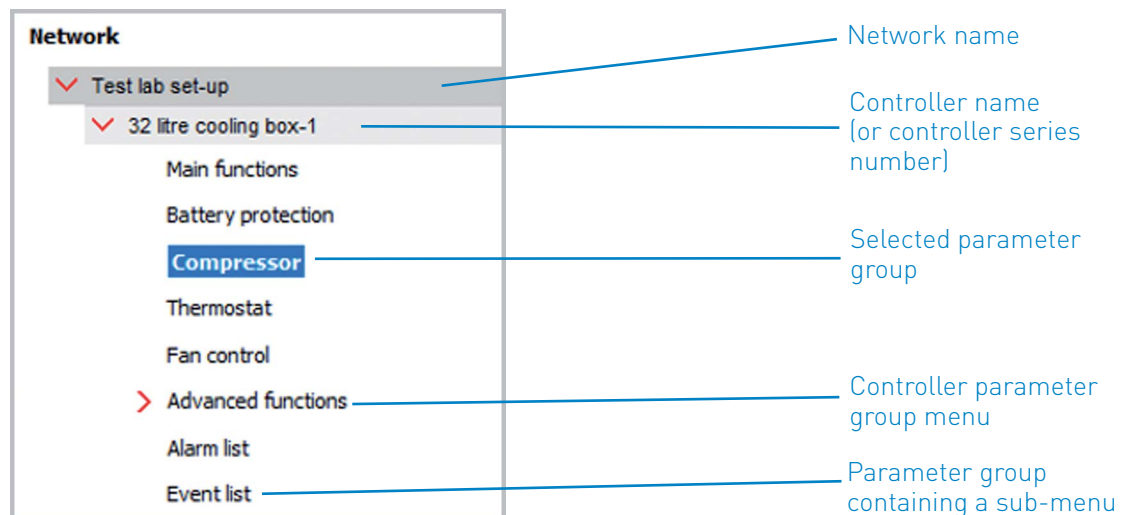 Network
Test lab set-up
32 litre cooling box-1
Main functions
Battery protection
Compressor
Thermostat
Fan control
Advanced functions
Alarm list
Event list
Network name
Controller name
(or controller series
number)
Selected parameter
group
Controller parameter
group menu
Parameter group
containing a sub-menu